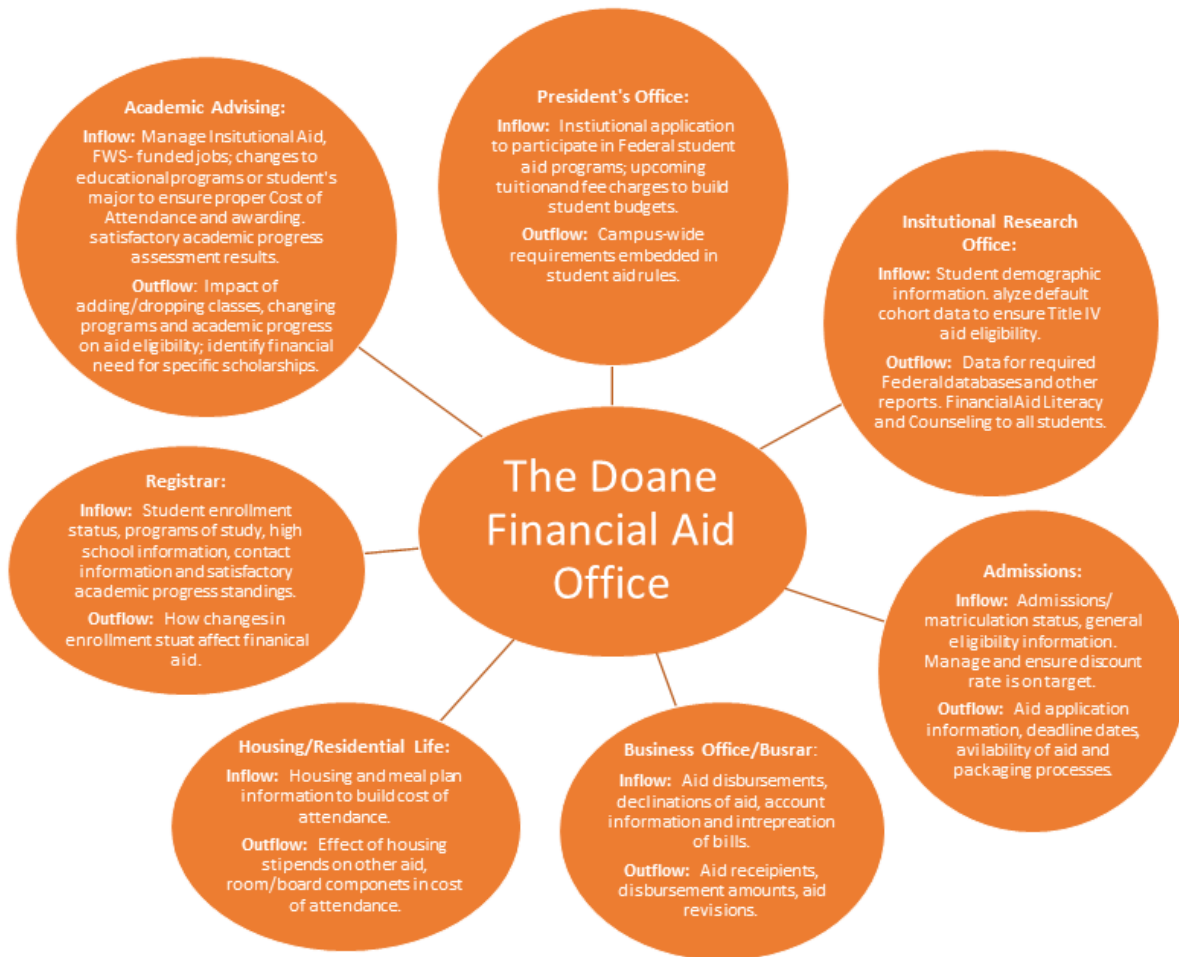 Academic Advising:
Inflow: Manage Insitutional Aid,
FWS- funded jobs; changes to
educational programs or student's
major to ensure proper Cost of
Attendance and awarding.
satisfactory academic progress
assessment results.
Outflow: Impact of
adding/dropping classes, changing
programs and academic progress
on aid eligibility; identify financial
need for specific scholarships.
President's Office:
Inflow: Instiutional application
to participate in Federal student
aid programs; upcoming
tuitionand fee charges to build
student budgets.
Outflow: Campus-wide
requirements embedded in
student aid rules.
Insitutional Research
Office:
Inflow: Student demographic
information. alyze default
cohort data to ensure Title IV
aid eligibility.
Outflow: Data for required
Federal databases and other
reports. Financial Aid Literacy
and Counseling to all students.
The Doane
Financial Aid
Office
Registrar:
Inflow: Student enrollment
status, programs of study, high
school information, contact
information and satisfactory
academic progress standings.
Outflow: How changes in
enrollment stuat affect finanical
aid.
Admissions:
Inflow: Admissions/
matriculation status, general
eligibility information.
Manage and ensure discount
rate is on target.
Outflow: Aid application
information, deadline dates,
avilability of aid and
packaging processes.
Housing/Residential Life:
Inflow: Housing and meal plan
information to build cost of
attendance.
Outflow: Effect of housing
stipends on other aid,
room/board componets in cost
of attendance.
Business Office/Busrar:
Inflow: Aid disbursements,
declinations of aid, account
information and intrepreation
of bills.
Outflow: Aid receipients,
disbursement amounts, aid
revisions.